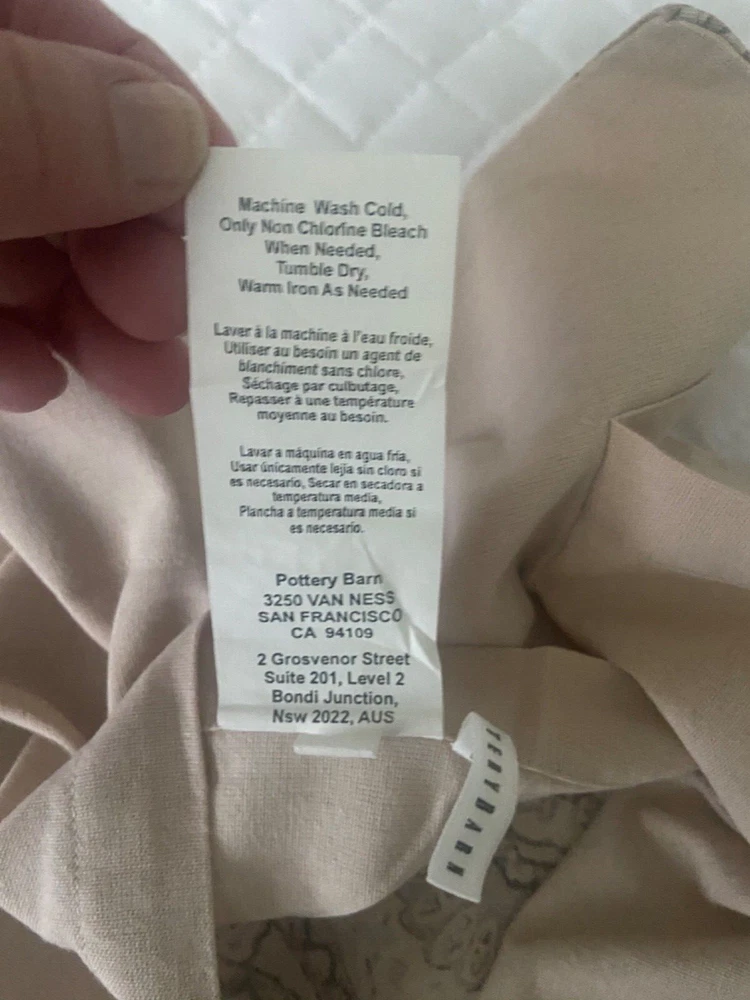 Machine Wash Cold,
Only Non Chlorine Bleach
When Needed,
Tumble Dry,
Warm Iron As Needed
Laver à la machine à l'eau froide,
Utiliser au besoin un agent de
blanchiment sans chlore,
Séchage par culbutage,
Repasser à une température
moyenne au besoin.
Lavar a máquina en agua fría,
Usar únicamente lejía sin cloro si
es necesario, Secar en secadora a
temperatura media,
Plancha a temperatura media si
es necesario.
Pottery Barn
3250 VAN NESS
SAN FRANCISCO
CA 94109
2 Grosvenor Street
Suite 201, Level 2
Bondi Junction,
Nsw 2022, AUS
TERY BARN